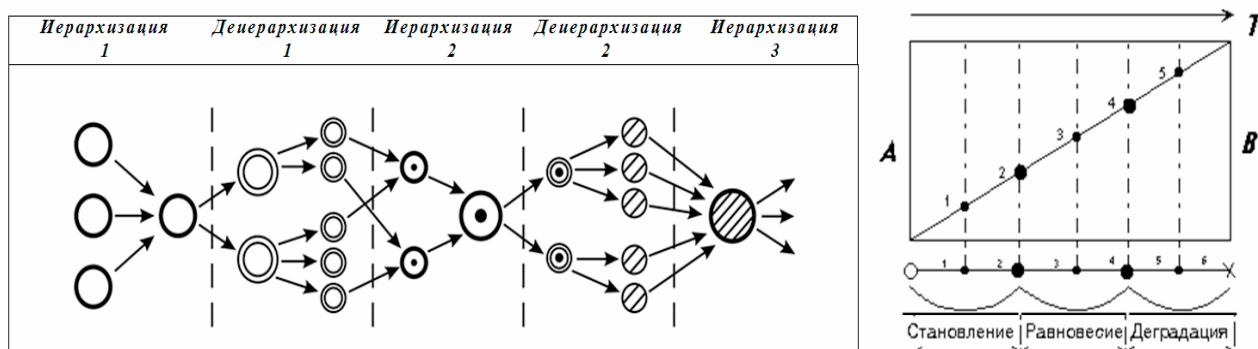 Иерархизация Деиерархизация Иерархизация Деиерархизация Иерархизация
1 1 2 2 3
T
5
4
3
A B
2
1
1 2 3 4 5 6
Становление Равновесие Деградация